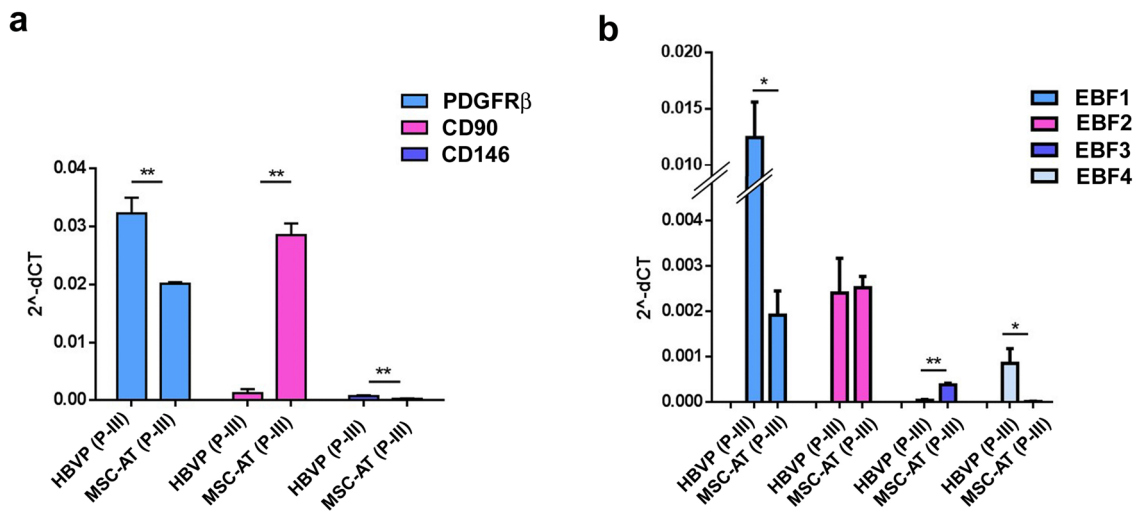 a
PDGFRβ
CD90
CD146
0.04
0.03
0.02
0.01
0.00
2^-dCT
**
**
**
HBVP (P-III)
MSC-AT (P-III)
HBVP (P-III)
MSC-AT (P-III)
HBVP (P-III)
MSC-AT (P-III)
b
EBF1
EBF2
EBF3
EBF4
0.020
0.015
0.010
0.004
0.003
0.002
0.001
0.000
2^-dCT
*
**
*
HBVP (P-III)
MSC-AT (P-III)
HBVP (P-III)
MSC-AT (P-III)
HBVP (P-III)
MSC-AT (P-III)
HBVP (P-III)
MSC-AT (P-III)